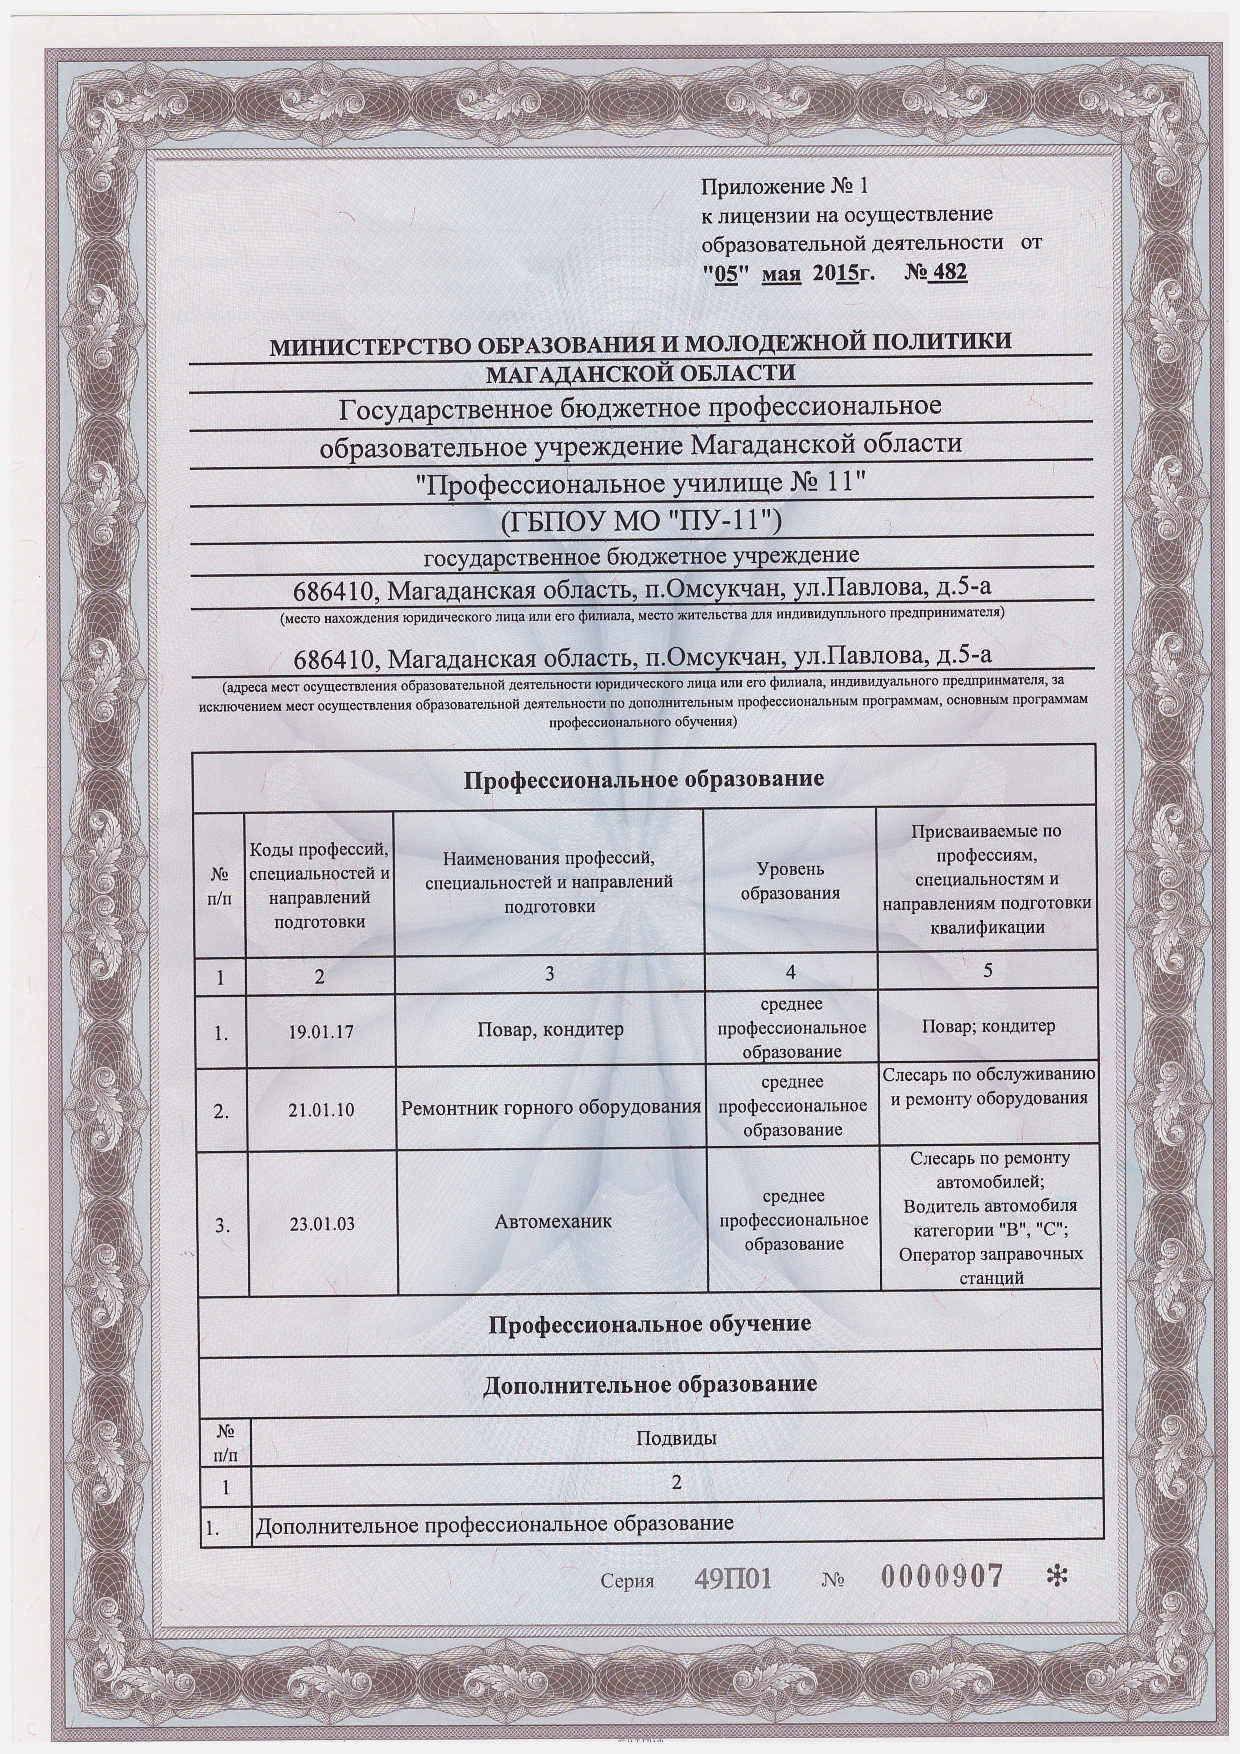 Приложение № 1
к лицензии на осуществление
образовательной деятельности от
"05" мая 2015г. № 482
МИНИСТЕРСТВО ОБРАЗОВАНИЯ И МОЛОДЕЖНОЙ ПОЛИТИКИ
МАГАДАНСКОЙ ОБЛАСТИ
Государственное бюджетное профессиональное
образовательное учреждение Магаданской области
"Профессиональное училище № 11"
(ГБПОУ МО "ПУ-11")
государственное бюджетное учреждение
686410, Магаданская область, п.Омсукчан, ул.Павлова, д.5-а
(место нахождения юридического лица или его филиала, место жительства для индивидупльного предпринимателя)
686410, Магаданская область, п.Омсукчан, ул.Павлова, д.5-а
(адреса мест осуществления образовательной деятельности юридического лица или его филиала, индивидуального предпринмателя, за
исключением мест осуществления образовательной деятельности по дополнительным профессиональным программам, основным программам
профессионального обучения)
Профессиональное образование
№
п/п
Коды профессий,
специальностей и
направлений
подготовки
Наименования профессий,
специальностей и направлений
подготовки
Уровень
образования
Присваиваемые по
профессиям,
специальностям и
направлениям подготовки
квалификации
1 2 3 4 5
1. 19.01.17 Повар, кондитер
среднее
профессиональное
образование
Повар; кондитер
2. 21.01.10 Ремонтник горного оборудования
среднее
профессиональное
образование
Слесарь по обслуживанию
и ремонту оборудования
3. 23.01.03 Автомеханик
среднее
профессиональное
образование
Слесарь по ремонту
автомобилей;
Водитель автомобиля
категории "В", "С";
Оператор заправочных
станций
Профессиональное обучение
Дополнительное образование
№
п/п
Подвиды
1 2
1. Дополнительное профессиональное образование
Серия 49П01 № 0000907 *